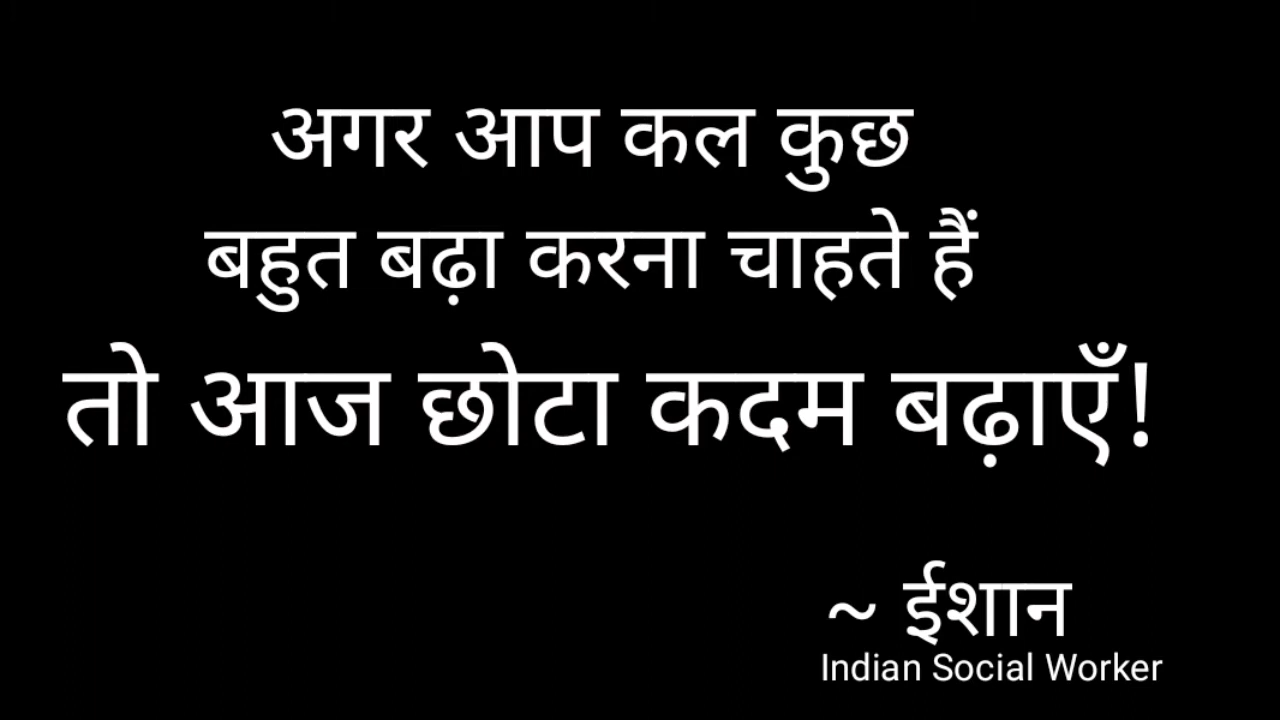 अगर आप कल कुछ
बहुत बढ़ा करना चाहते हैं
तो आज छोटा कदम बढ़ाएँ!
~ ईशान
Indian Social Worker